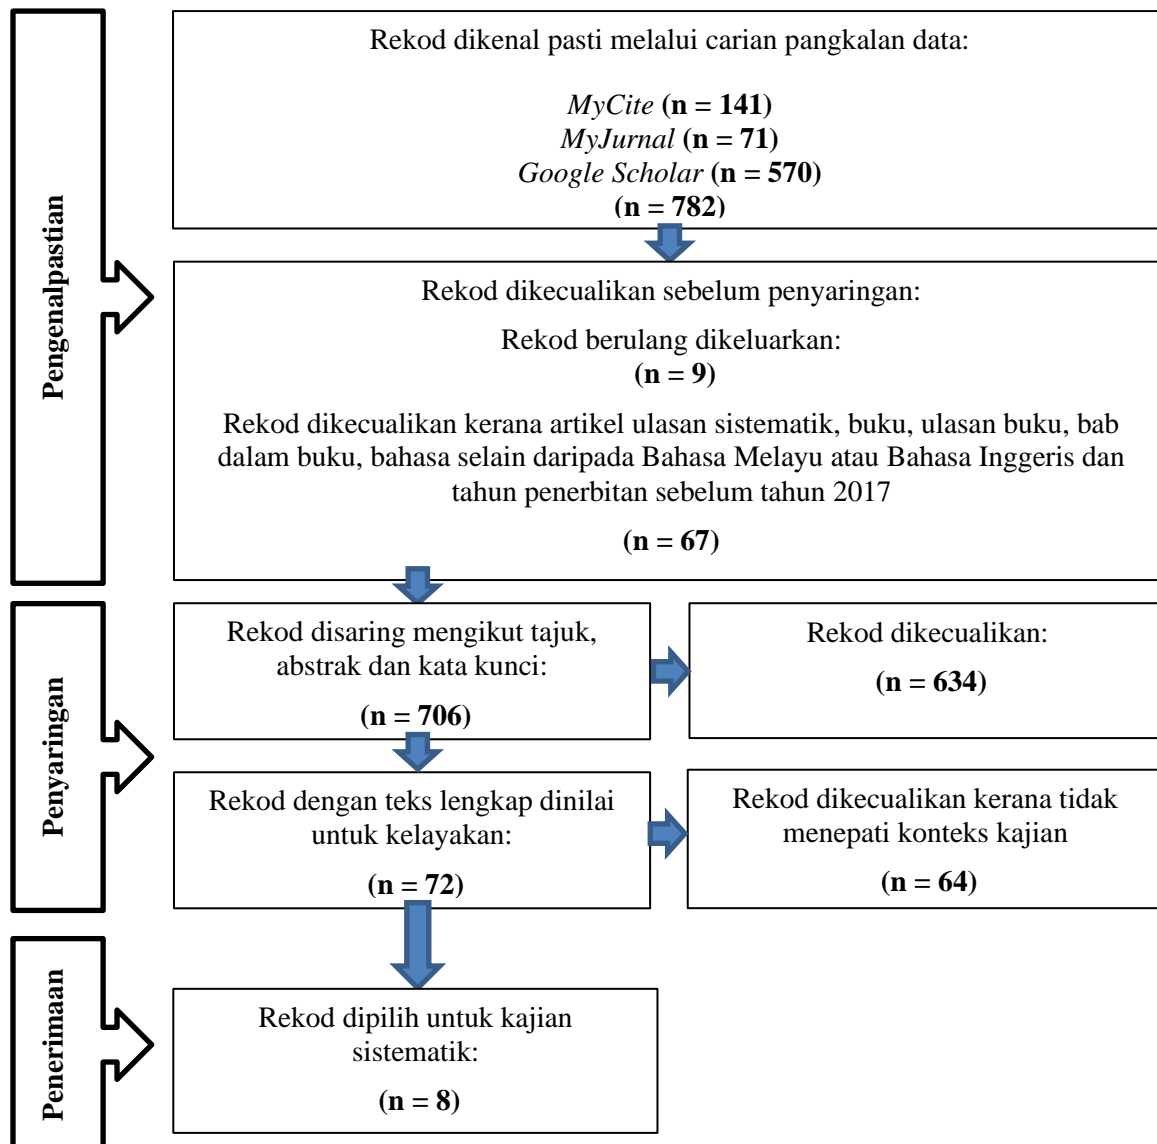 Pengenalpastian
Rekod dikenal pasti melalui carian pangkalan data:
MyCite (n = 141)
MyJurnal (n = 71)
Google Scholar (n = 570)
(n = 782)
Rekod dikecualikan sebelum penyaringan:
Rekod berulang dikeluarkan:
(n = 9)
Rekod dikecualikan kerana artikel ulasan sistematik, buku, ulasan buku, bab
dalam buku, bahasa selain daripada Bahasa Melayu atau Bahasa Inggeris dan
tahun penerbitan sebelum tahun 2017
(n = 67)
Penyaringan
Rekod disaring mengikut tajuk,
abstrak dan kata kunci:
(n = 706)
Rekod dikecualikan:
(n = 634)
Rekod dengan teks lengkap dinilai
untuk kelayakan:
(n = 72)
Rekod dikecualikan kerana tidak
menepati konteks kajian
(n = 64)
Penerimaan
Rekod dipilih untuk kajian
sistematik:
(n = 8)